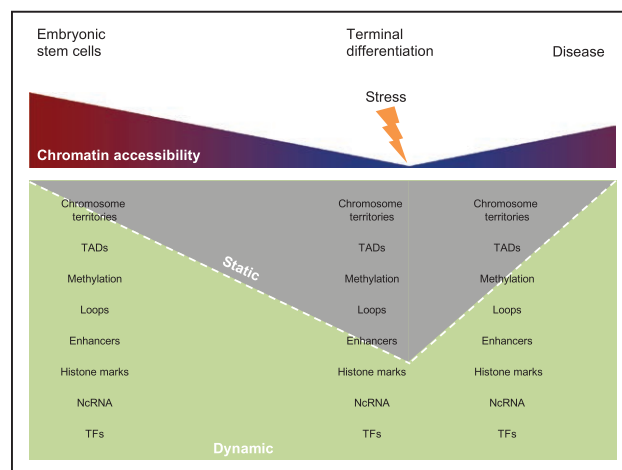 Embryonic
stem cells
Terminal
differentiation
Disease
Stress
Chromatin accessibility
Chromosome
territories
TADs
Methylation
Loops
Enhancers
Histone marks
NcRNA
TFs
Static
Chromosome
territories
TADs
Methylation
Loops
Enhancers
Histone marks
NcRNA
TFs
Chromosome
territories
TADs
Methylation
Loops
Enhancers
Histone marks
NcRNA
TFs
Dynamic